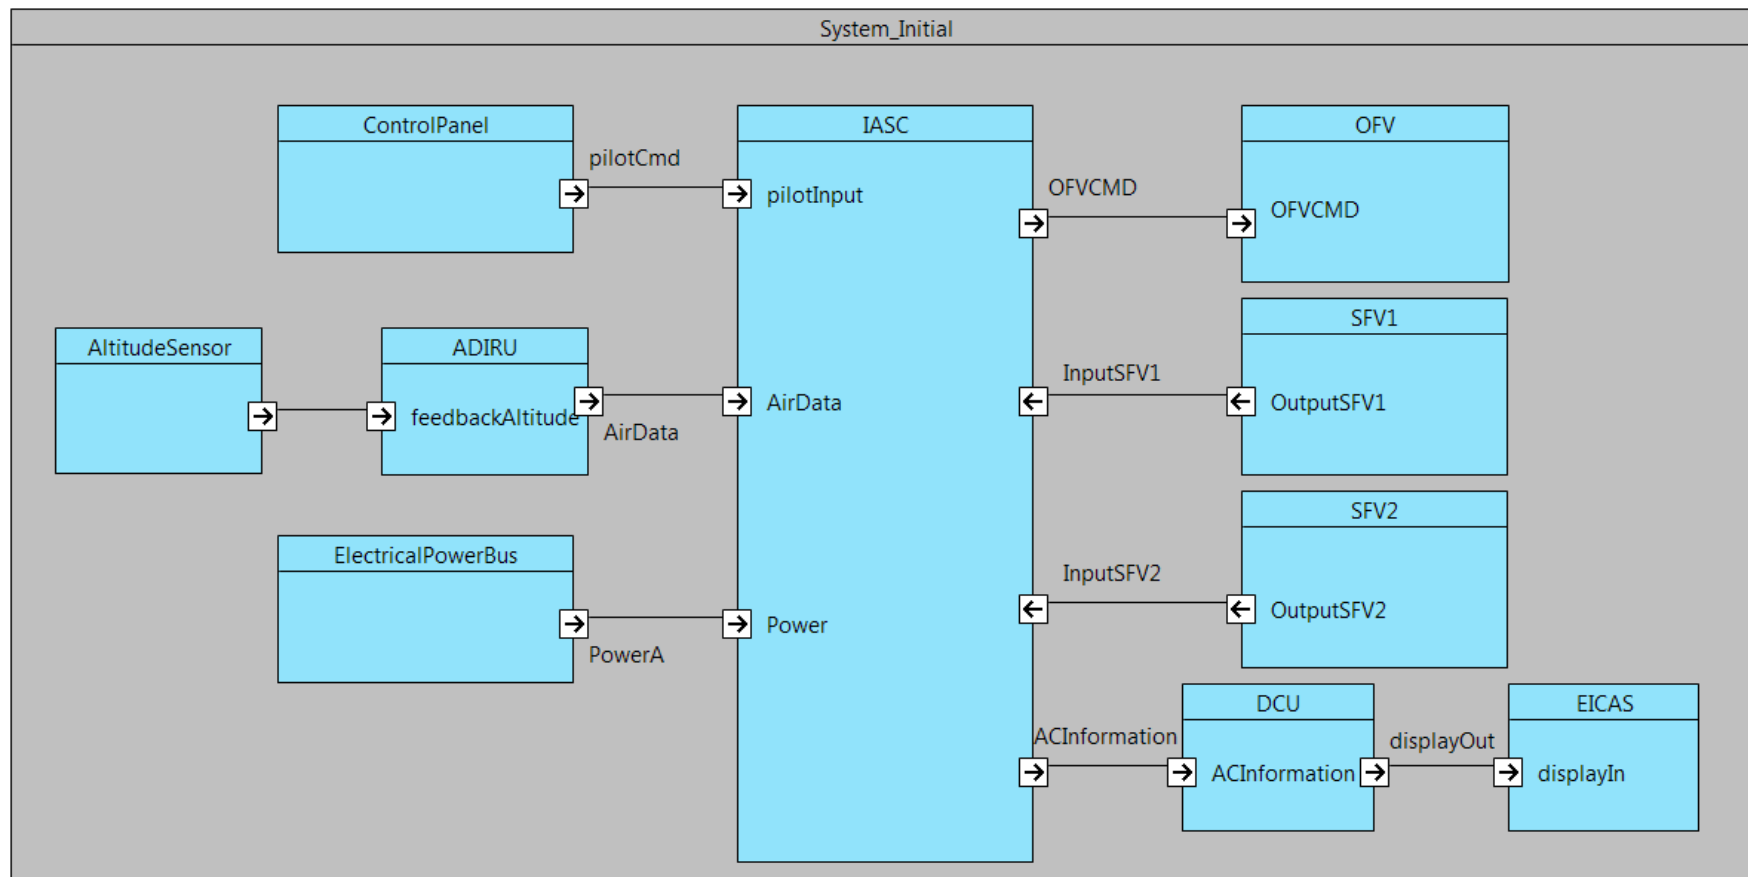 System_Initial
ControlPanel
IASC
OFV
pilotCmd
pilotInput
OFVCMD
OFVCMD
SFV1
AltitudeSensor
ADIRU
InputSFV1
feedbackAltitude
AirData
AirData
OutputSFV1
SFV2
ElectricalPowerBus
InputSFV2
Power
OutputSFV2
PowerA
DCU
EICAS
ACInformation
displayOut
ACInformation
displayIn